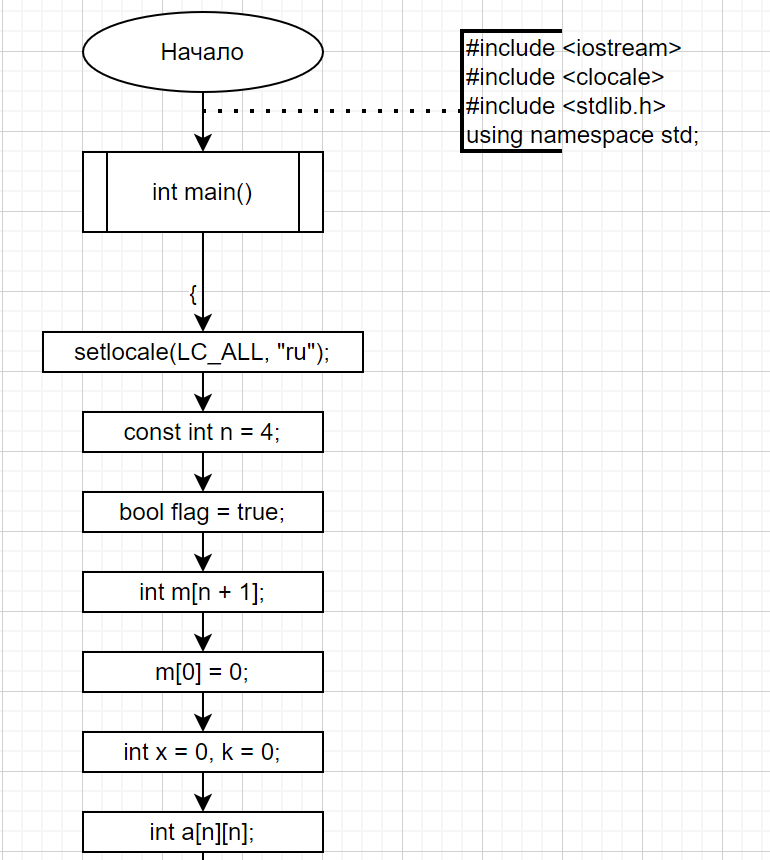 Начало
#include <iostream>
#include <clocale>
#include <stdlib.h>
using namespace std;
int main()
{
setlocale(LC_ALL, "ru");
const int n = 4;
bool flag = true;
int m[n + 1];
m[0] = 0;
int x = 0, k = 0;
int a[n][n];